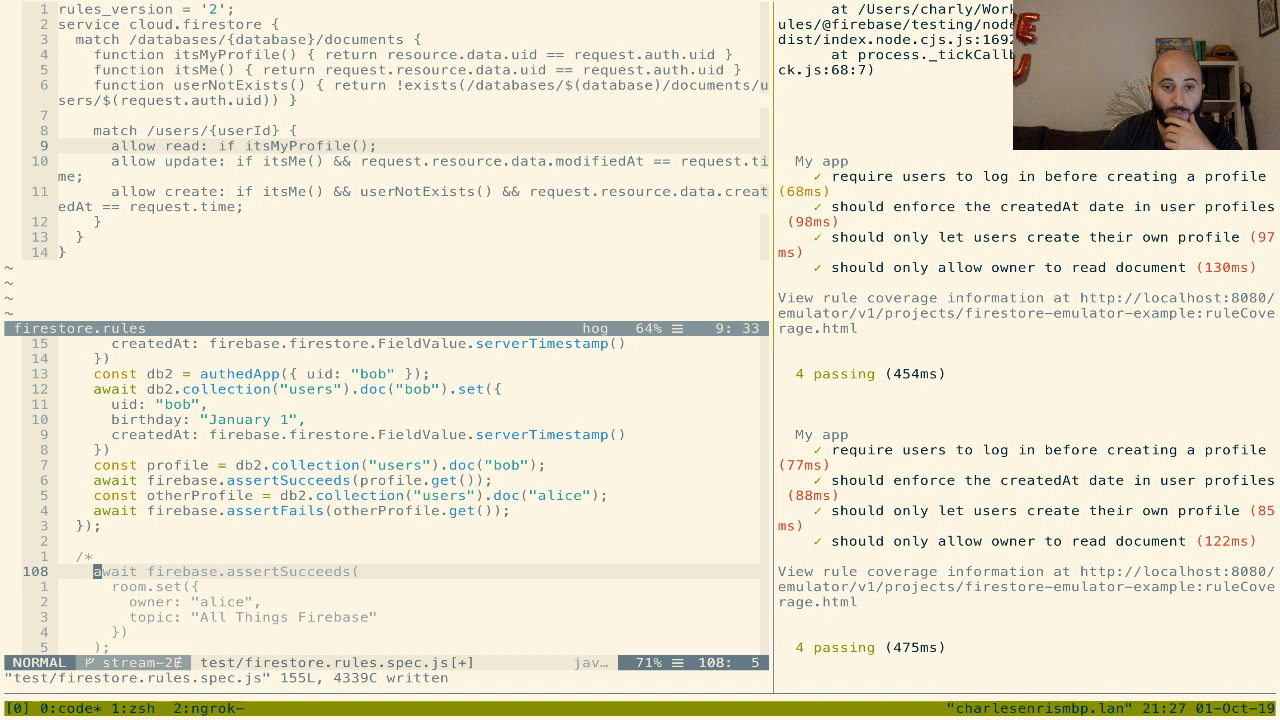 1 rules_version = '2';
2 service cloud.firestore {
3   match /databases/{database}/documents {
4     function itsMyProfile() { return resource.data.uid == request.auth.uid }
5     function itsMe() { return request.resource.data.uid == request.auth.uid }
6     function userNotExists() { return !exists(/databases/$(database)/documents/u
sers/$(request.auth.uid)) }
7
8     match /users/{userId} {
9       allow read: if itsMyProfile();
10       allow update: if itsMe() && request.resource.data.modifiedAt == request.ti
me;
11       allow create: if itsMe() && userNotExists() && request.resource.data.creat
edAt == request.time;
12     }
13   }
14 }
~
~
~
~
firestore.rules hog 64% ☰ 9: 33
15       createdAt: firebase.firestore.FieldValue.serverTimestamp()
14     })
13     const db2 = authedApp({ uid: "bob" });
12     await db2.collection("users").doc("bob").set({
11       uid: "bob",
10       birthday: "January 1",
9       createdAt: firebase.firestore.FieldValue.serverTimestamp()
8     })
7     const profile = db2.collection("users").doc("bob");
6     await firebase.assertSucceeds(profile.get());
5     const otherProfile = db2.collection("users").doc("alice");
4     await firebase.assertFails(otherProfile.get());
3   });
2
1   /*
108     await firebase.assertSucceeds(
1       room.set({
2         owner: "alice",
3         topic: "All Things Firebase"
4       })
5     );
NORMAL stream-2 test/firestore.rules.spec.js[+] jav… 71% ☰ 108: 5
"test/firestore.rules.spec.js" 155L, 4339C written
at /Users/charly/Work
ules/@firebase/testing/node
dist/index.node.cjs.js:1692
at process._tickCallb
ck.js:68:7)
My app
✓ require users to log in before creating a profile
(68ms)
✓ should enforce the createdAt date in user profiles
(98ms)
✓ should only let users create their own profile (97
ms)
✓ should only allow owner to read document (130ms)
View rule coverage information at http://localhost:8080/
emulator/v1/projects/firestore-emulator-example:ruleCove
rage.html
4 passing (454ms)
My app
✓ require users to log in before creating a profile
(77ms)
✓ should enforce the createdAt date in user profiles
(88ms)
✓ should only let users create their own profile (85
ms)
✓ should only allow owner to read document (122ms)
View rule coverage information at http://localhost:8080/
emulator/v1/projects/firestore-emulator-example:ruleCove
rage.html
4 passing (475ms)
[0] 0:code* 1:zsh  2:ngrok- "charlesenrismbp.lan" 21:27 01-Oct-19